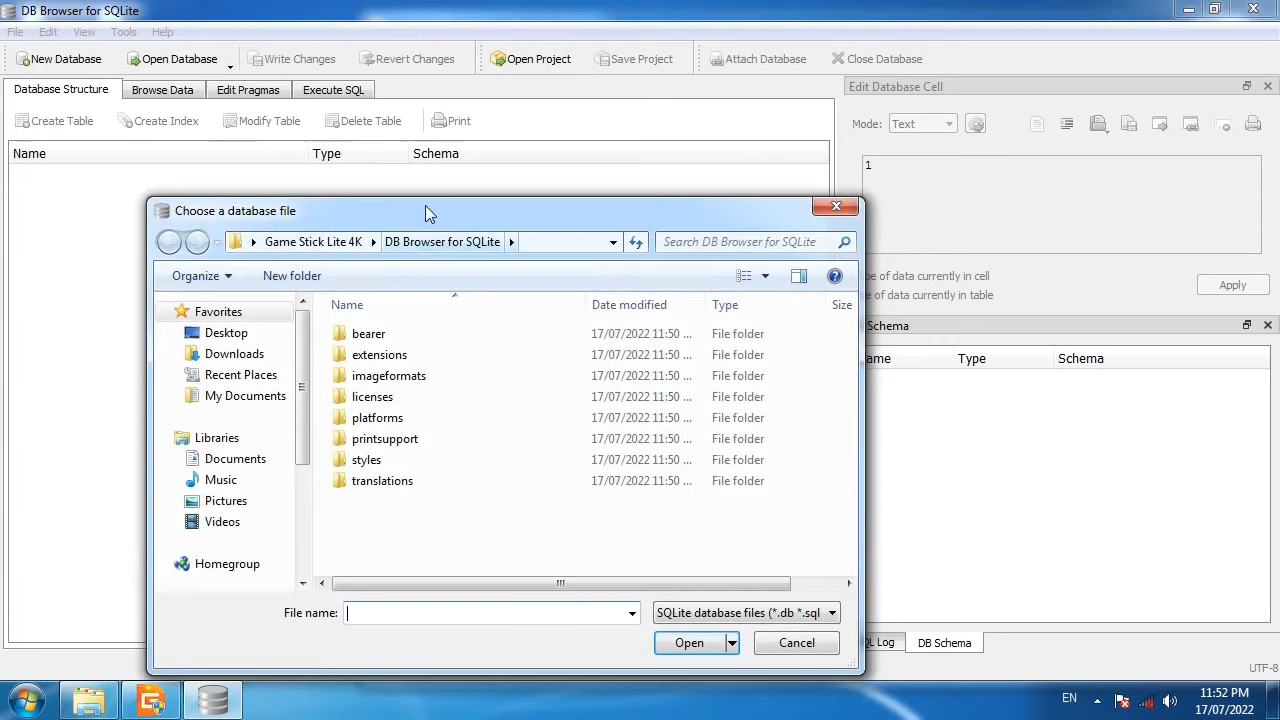 DB Browser for SQLite
File Edit View Tools Help
New Database Open Database Write Changes Revert Changes Open Project Save Project Attach Database Close Database
Database Structure Browse Data Edit Pragmas Execute SQL
Create Table Create Index Modify Table Delete Table Print
Name Type Schema
Edit Database Cell
Mode: Text
1
pe of data currently in cell
e of data currently in table
Apply
Schema
ame Type Schema
QL Log DB Schema
UTF-8
Choose a database file
Game Stick Lite 4K DB Browser for SQLite Search DB Browser for SQLite
Organize New folder
Favorites
Desktop
Downloads
Recent Places
My Documents
Libraries
Documents
Music
Pictures
Videos
Homegroup
Name Date modified Type Size
bearer 17/07/2022 11:50 ... File folder
extensions 17/07/2022 11:50 ... File folder
imageformats 17/07/2022 11:50 ... File folder
licenses 17/07/2022 11:50 ... File folder
platforms 17/07/2022 11:50 ... File folder
printsupport 17/07/2022 11:50 ... File folder
styles 17/07/2022 11:50 ... File folder
translations 17/07/2022 11:50 ... File folder
File name: SQLite database files (*.db *.sql
Open Cancel
EN 11:52 PM
17/07/2022